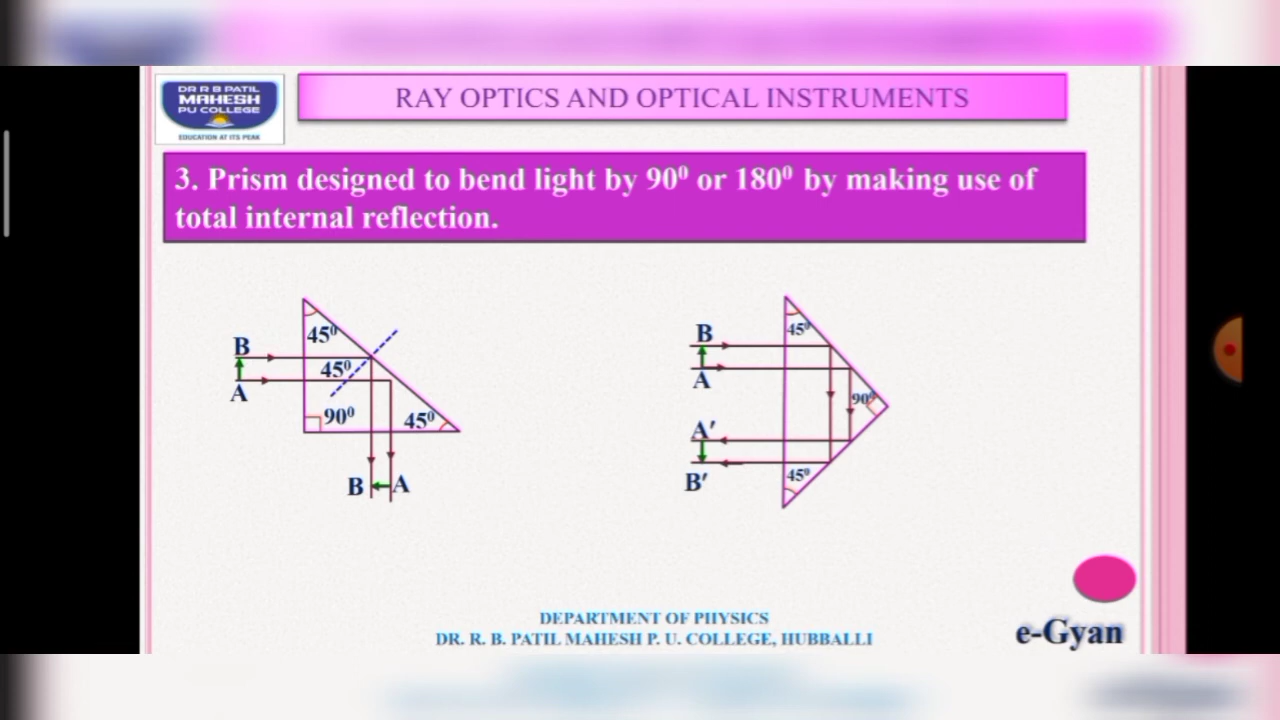 DR R B PATIL
MAHESH
PU COLLEGE
EDUCATION AT ITS PEAK
RAY OPTICS AND OPTICAL INSTRUMENTS
3. Prism designed to bend light by 90⁰ or 180⁰ by making use of
total internal reflection.
45⁰
B
45⁰
A
90⁰
45⁰
B
A
45⁰
B
A
90⁰
A′
45⁰
B′
DEPARTMENT OF PHYSICS
DR. R. B. PATIL MAHESH P. U. COLLEGE, HUBBALLI
e-Gyan